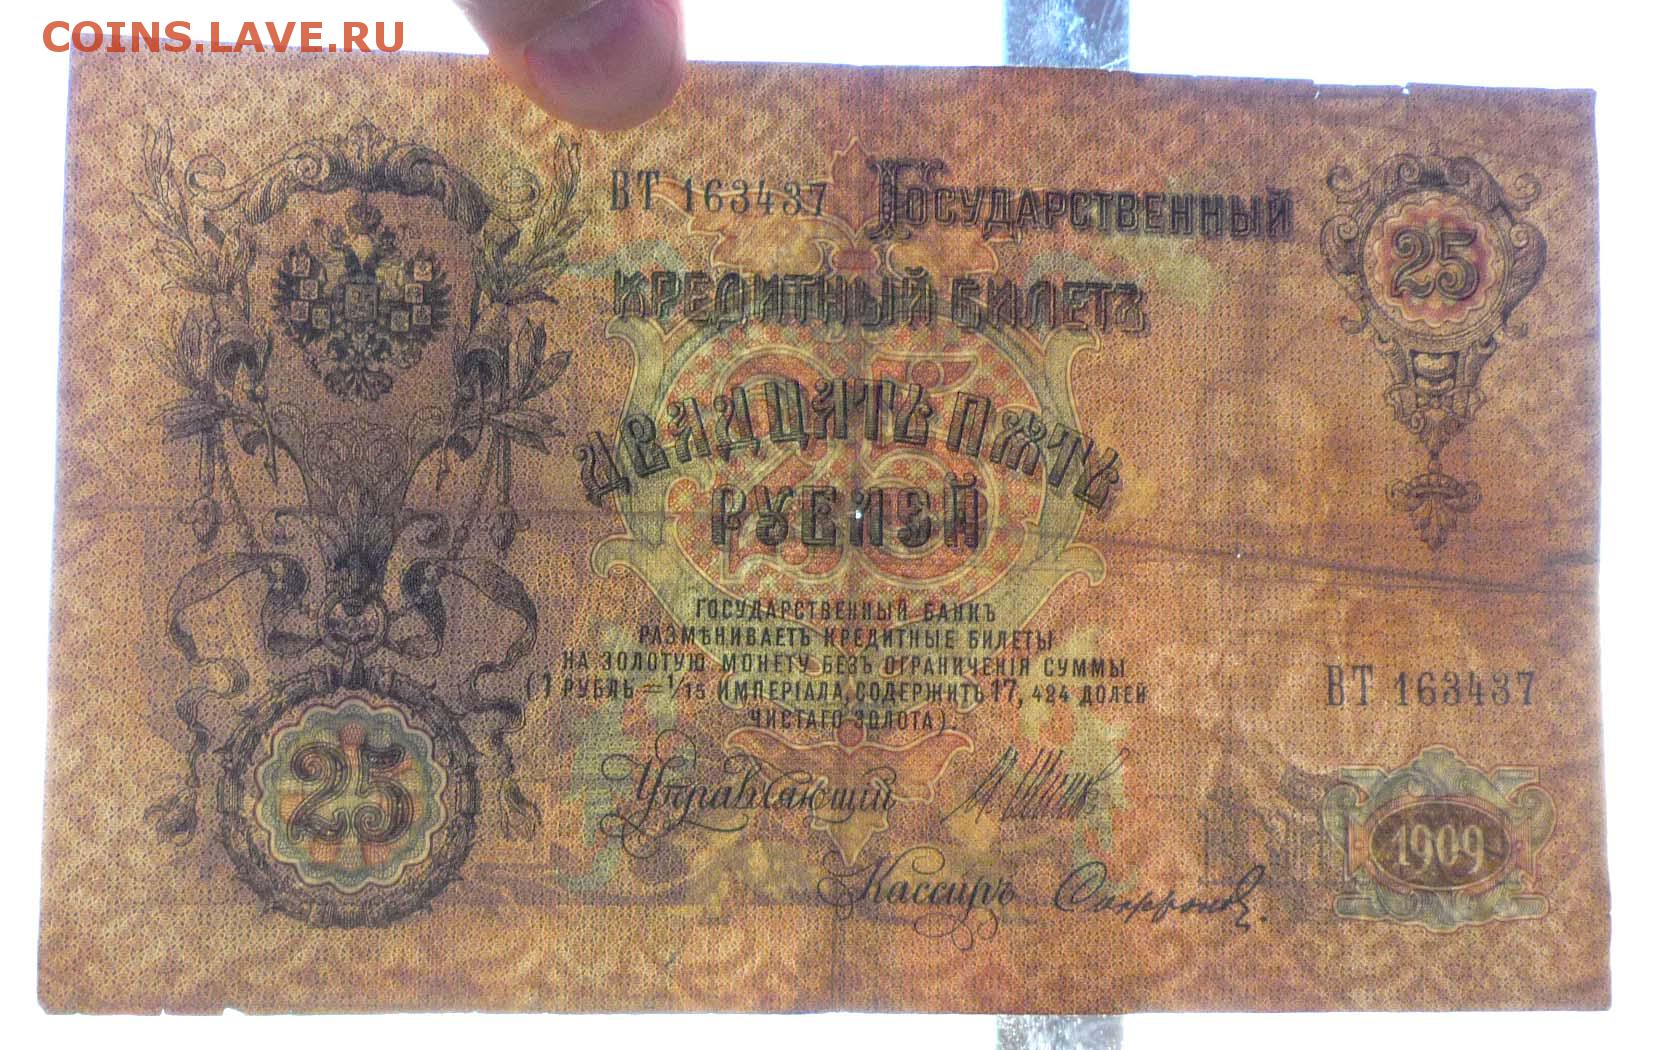 COINS.LAVE.RU
ВТ 163437
Государственный
25
КРЕДИТНЫЙ БИЛЕТЪ
25
ДВАДЦАТЬ ПЯТЬ
РУБЛЕЙ
ГОСУДАРСТВЕННЫЙ БАНКЪ
РАЗМѢНИВАЕТЪ КРЕДИТНЫЕ БИЛЕТЫ
НА ЗОЛОТУЮ МОНЕТУ БЕЗЪ ОГРАНИЧЕНІЯ СУММЫ
(1 РУБЛЬ = 1/15 ИМПЕРІАЛА, СОДЕРЖИТЪ 17, 424 ДОЛЕЙ
ЧИСТАГО ЗОЛОТА).
ВТ 163437
25
Управляющій
1909
Кассиръ